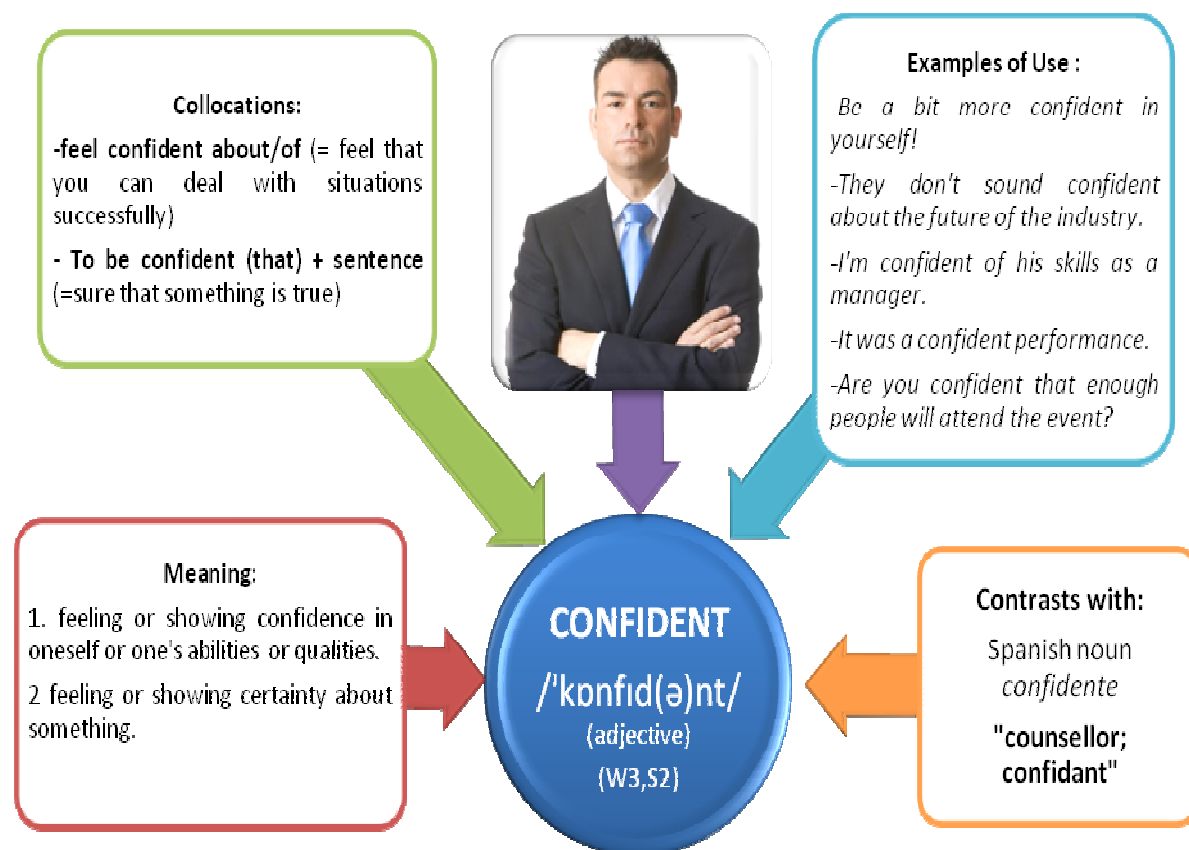 Collocations:
-feel confident about/of (= feel that
you can deal with situations
successfully)
- To be confident (that) + sentence
(=sure that something is true)
Examples of Use :
Be a bit more confident in
yourself!
-They don't sound confident
about the future of the industry.
-I'm confident of his skills as a
manager.
-It was a confident performance.
-Are you confident that enough
people will attend the event?
Meaning:
1. feeling or showing confidence in
oneself or one's abilities or qualities.
2 feeling or showing certainty about
something.
CONFIDENT
/'kɒnfɪd(ə)nt/
(adjective)
(W3,S2)
Contrasts with:
Spanish noun
confidente
"counsellor;
confidant"